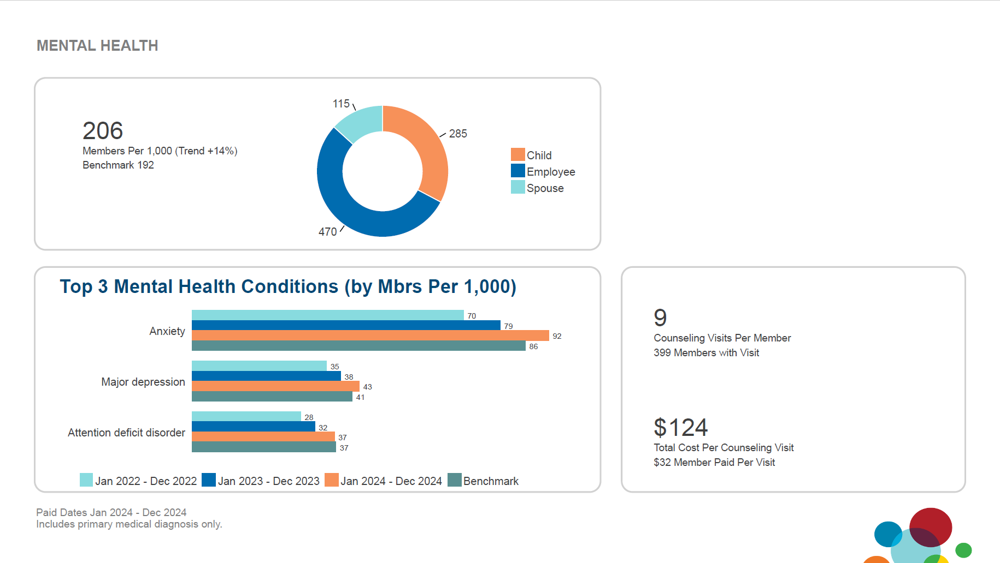 MENTAL HEALTH
206
Members Per 1,000 (Trend +14%)
Benchmark 192
115
285
470
Child
Employee
Spouse
Top 3 Mental Health Conditions (by Mbrs Per 1,000)
Anxiety
70
79
92
86
Major depression
35
38
43
41
Attention deficit disorder
28
32
37
37
Jan 2022 - Dec 2022
Jan 2023 - Dec 2023
Jan 2024 - Dec 2024
Benchmark
9
Counseling Visits Per Member
399 Members with Visit
$124
Total Cost Per Counseling Visit
$32 Member Paid Per Visit
Paid Dates Jan 2024 - Dec 2024
Includes primary medical diagnosis only.